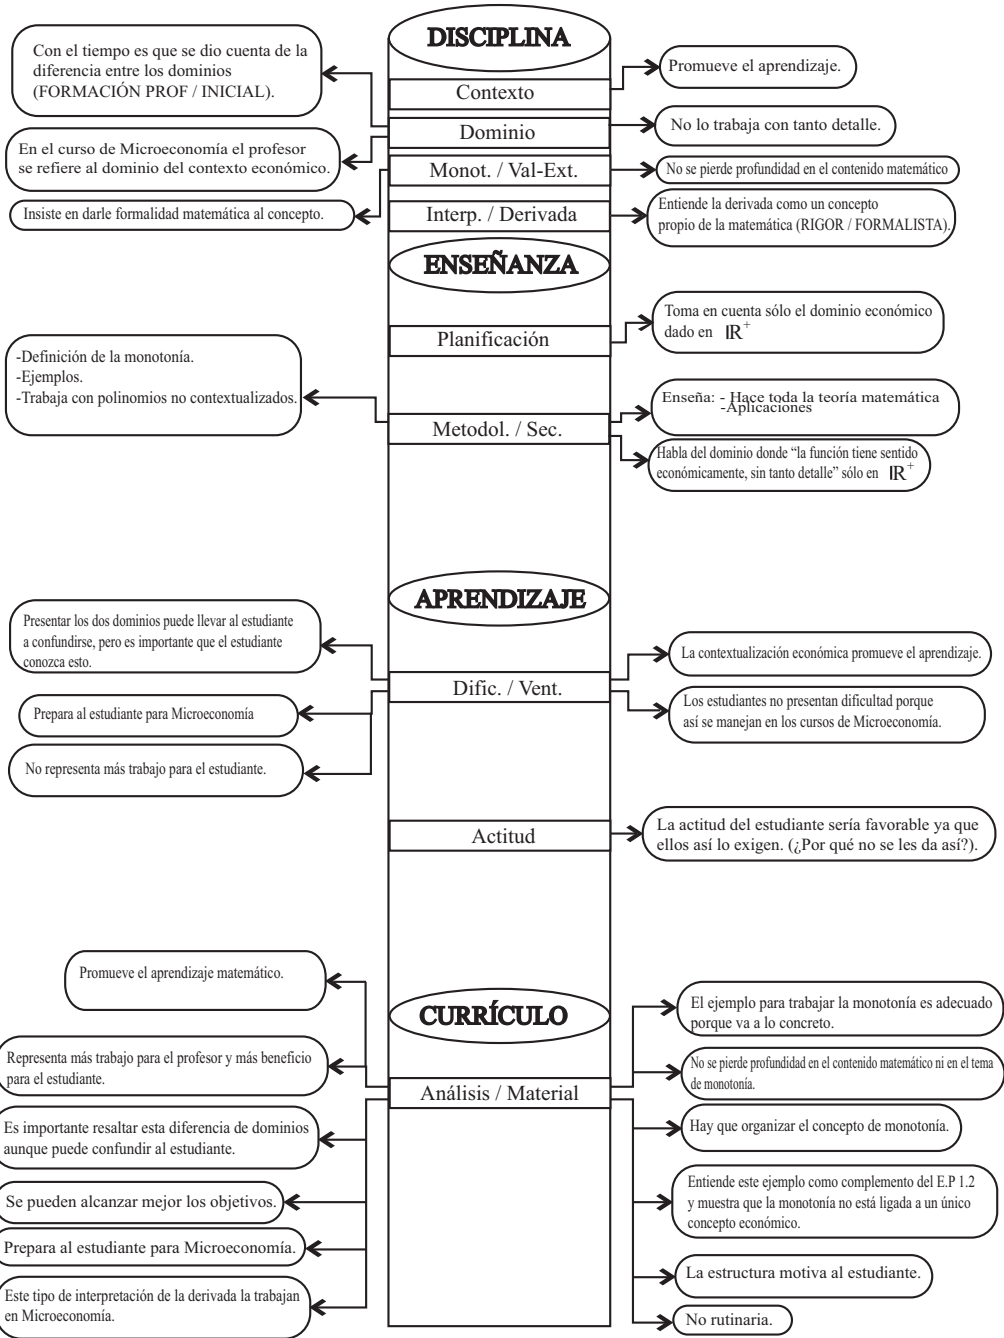 DISCIPLINA
Con el tiempo es que se dio cuenta de la
diferencia entre los dominios
(FORMACIÓN PROF / INICIAL).
Contexto
Promueve el aprendizaje.
Dominio
No lo trabaja con tanto detalle.
En el curso de Microeconomía el profesor
se refiere al dominio del contexto económico.
Monot. / Val-Ext.
No se pierde profundidad en el contenido matemático
Insiste en darle formalidad matemática al concepto.
Interp. / Derivada
Entiende la derivada como un concepto
propio de la matemática (RIGOR / FORMALISTA).
ENSEÑANZA
Planificación
Toma en cuenta sólo el dominio económico
dado en IR+
-Definición de la monotonía.
-Ejemplos.
-Trabaja con polinomios no contextualizados.
Metodol. / Sec.
Enseña: - Hace toda la teoría matemática
-Aplicaciones
Habla del dominio donde “la función tiene sentido
económicamente, sin tanto detalle” sólo en IR+
APRENDIZAJE
Presentar los dos dominios puede llevar al estudiante
a confundirse, pero es importante que el estudiante
conozca esto.
Prepara al estudiante para Microeconomía
No representa más trabajo para el estudiante.
Dific. / Vent.
La contextualización económica promueve el aprendizaje.
Los estudiantes no presentan dificultad porque
así se manejan en los cursos de Microeconomía.
Actitud
La actitud del estudiante sería favorable ya que
ellos así lo exigen. (¿Por qué no se les da así?).
CURRÍCULO
Promueve el aprendizaje matemático.
Representa más trabajo para el profesor y más beneficio
para el estudiante.
Es importante resaltar esta diferencia de dominios
aunque puede confundir al estudiante.
Se pueden alcanzar mejor los objetivos.
Prepara al estudiante para Microeconomía.
Este tipo de interpretación de la derivada la trabajan
en Microeconomía.
Análisis / Material
El ejemplo para trabajar la monotonía es adecuado
porque va a lo concreto.
No se pierde profundidad en el contenido matemático ni en el tema
de monotonía.
Hay que organizar el concepto de monotonía.
Entiende este ejemplo como complemento del E.P 1.2
y muestra que la monotonía no está ligada a un único
concepto económico.
La estructura motiva al estudiante.
No rutinaria.